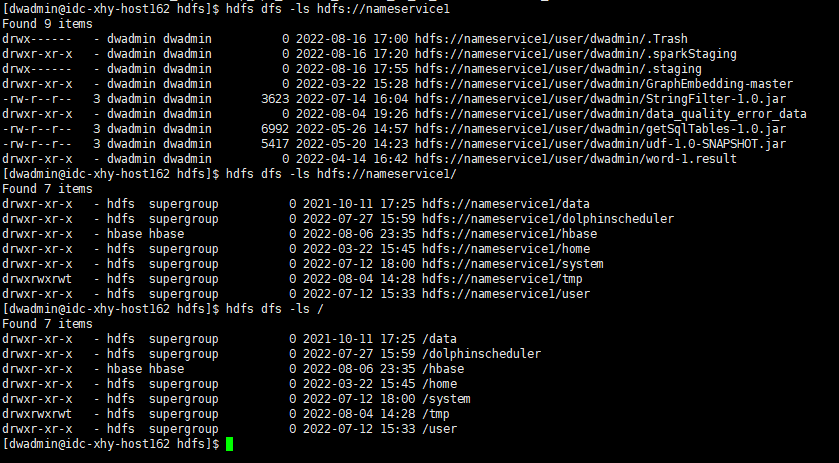 [dwadmin@idc-xhy-host162 hdfs]$ hdfs dfs -ls hdfs://nameservice1
Found 9 items
drwx------   - dwadmin dwadmin          0 2022-08-16 17:00 hdfs://nameservice1/user/dwadmin/.Trash
drwxr-xr-x   - dwadmin dwadmin          0 2022-08-16 17:20 hdfs://nameservice1/user/dwadmin/.sparkStaging
drwx------   - dwadmin dwadmin          0 2022-08-16 17:55 hdfs://nameservice1/user/dwadmin/.staging
drwxr-xr-x   - dwadmin dwadmin          0 2022-03-22 15:28 hdfs://nameservice1/user/dwadmin/GraphEmbedding-master
-rw-r--r--   3 dwadmin dwadmin       3623 2022-07-14 16:04 hdfs://nameservice1/user/dwadmin/StringFilter-1.0.jar
drwxr-xr-x   - dwadmin dwadmin          0 2022-08-04 19:26 hdfs://nameservice1/user/dwadmin/data_quality_error_data
-rw-r--r--   3 dwadmin dwadmin       6992 2022-05-26 14:57 hdfs://nameservice1/user/dwadmin/getSqlTables-1.0.jar
-rw-r--r--   3 dwadmin dwadmin       5417 2022-05-20 14:23 hdfs://nameservice1/user/dwadmin/udf-1.0-SNAPSHOT.jar
drwxr-xr-x   - dwadmin dwadmin          0 2022-04-14 16:42 hdfs://nameservice1/user/dwadmin/word-1.result
[dwadmin@idc-xhy-host162 hdfs]$ hdfs dfs -ls hdfs://nameservice1/
Found 7 items
drwxr-xr-x   - hdfs  supergroup          0 2021-10-11 17:25 hdfs://nameservice1/data
drwxr-xr-x   - hdfs  supergroup          0 2022-07-27 15:59 hdfs://nameservice1/dolphinscheduler
drwxr-xr-x   - hbase hbase               0 2022-08-06 23:35 hdfs://nameservice1/hbase
drwxr-xr-x   - hdfs  supergroup          0 2022-03-22 15:45 hdfs://nameservice1/home
drwxr-xr-x   - hdfs  supergroup          0 2022-07-12 18:00 hdfs://nameservice1/system
drwxrwxrwt   - hdfs  supergroup          0 2022-08-04 14:28 hdfs://nameservice1/tmp
drwxr-xr-x   - hdfs  supergroup          0 2022-07-12 15:33 hdfs://nameservice1/user
[dwadmin@idc-xhy-host162 hdfs]$ hdfs dfs -ls /
Found 7 items
drwxr-xr-x   - hdfs  supergroup          0 2021-10-11 17:25 /data
drwxr-xr-x   - hdfs  supergroup          0 2022-07-27 15:59 /dolphinscheduler
drwxr-xr-x   - hbase hbase               0 2022-08-06 23:35 /hbase
drwxr-xr-x   - hdfs  supergroup          0 2022-03-22 15:45 /home
drwxr-xr-x   - hdfs  supergroup          0 2022-07-12 18:00 /system
drwxrwxrwt   - hdfs  supergroup          0 2022-08-04 14:28 /tmp
drwxr-xr-x   - hdfs  supergroup          0 2022-07-12 15:33 /user
[dwadmin@idc-xhy-host162 hdfs]$